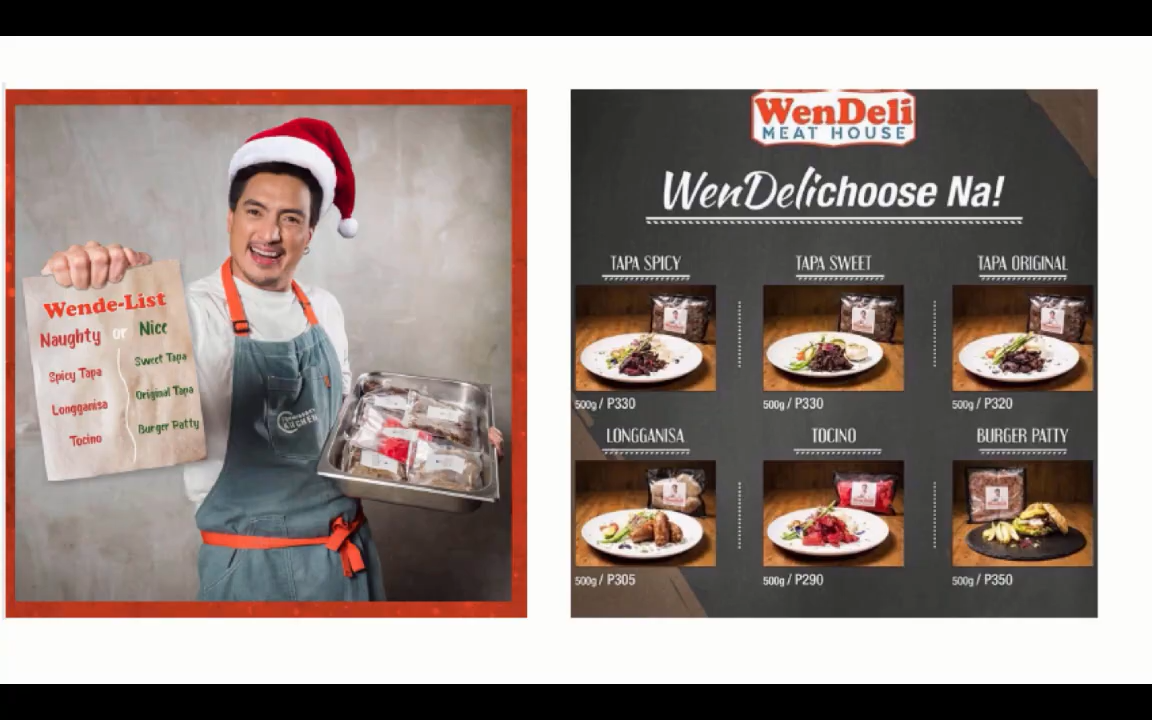 Wende-List
Naughty or Nice
Spicy Tapa
Longganisa
Tocino
Sweet Tapa
Original Tapa
Burger Patty
KITCHEN
WenDeli
MEAT HOUSE
WenDelichoose Na!
TAPA SPICY
TAPA SWEET
TAPA ORIGINAL
500g / P330
500g / P330
500g / P320
LONGGANISA
TOCINO
BURGER PATTY
500g / P305
500g / P290
500g / P350